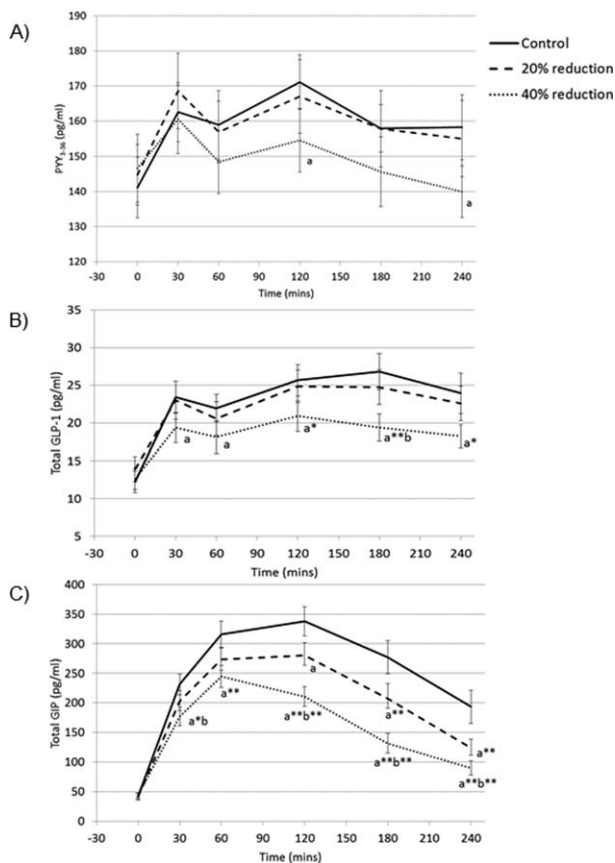 A)
190
180
170
160
150
140
130
120
PYY3-36 (pg/ml)
a
a
-30 0 30 60 90 120 150 180 210 240
Time (mins)
Control
20% reduction
40% reduction
B)
35
30
25
20
15
10
5
Total GLP-1 (pg/ml)
a
a
a*
a**b
a*
-30 0 30 60 90 120 150 180 210 240
Time (mins)
C)
400
350
300
250
200
150
100
50
0
Total GIP (pg/ml)
a
a**
a**
a*b
a**
a**b**
a**b**
a**b**
-30 0 30 60 90 120 150 180 210 240
Time (mins)